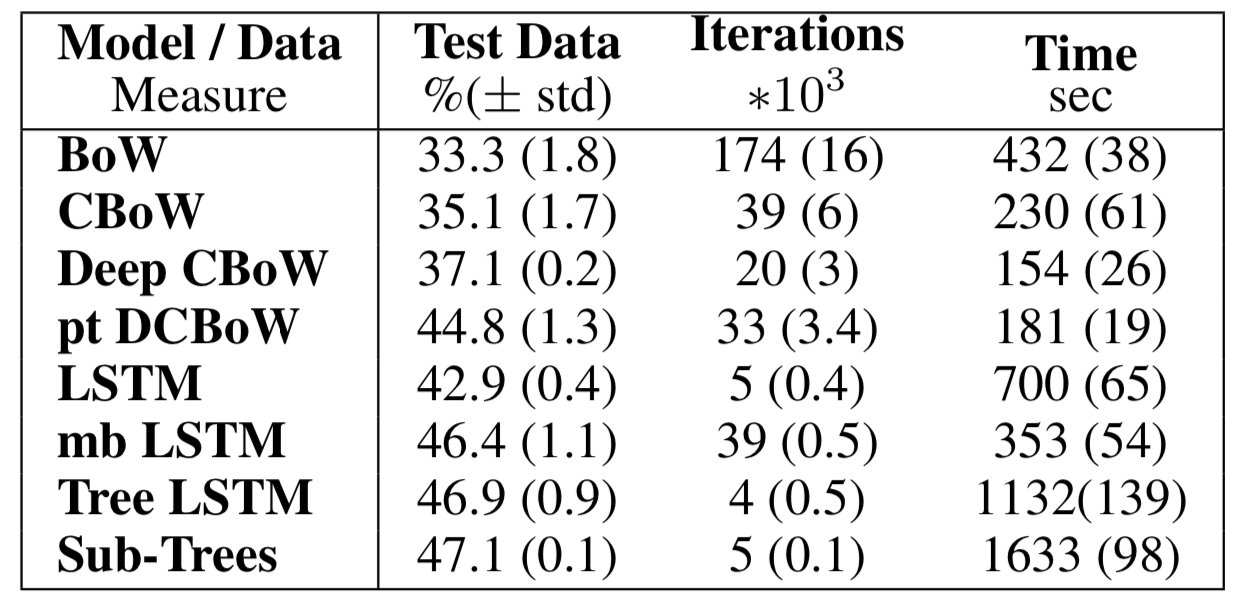 Model / Data Test Data Iterations Time
Measure %(± std) ∗10³ sec
BoW 33.3 (1.8) 174 (16) 432 (38)
CBoW 35.1 (1.7) 39 (6) 230 (61)
Deep CBoW 37.1 (0.2) 20 (3) 154 (26)
pt DCBoW 44.8 (1.3) 33 (3.4) 181 (19)
LSTM 42.9 (0.4) 5 (0.4) 700 (65)
mb LSTM 46.4 (1.1) 39 (0.5) 353 (54)
Tree LSTM 46.9 (0.9) 4 (0.5) 1132(139)
Sub-Trees 47.1 (0.1) 5 (0.1) 1633 (98)